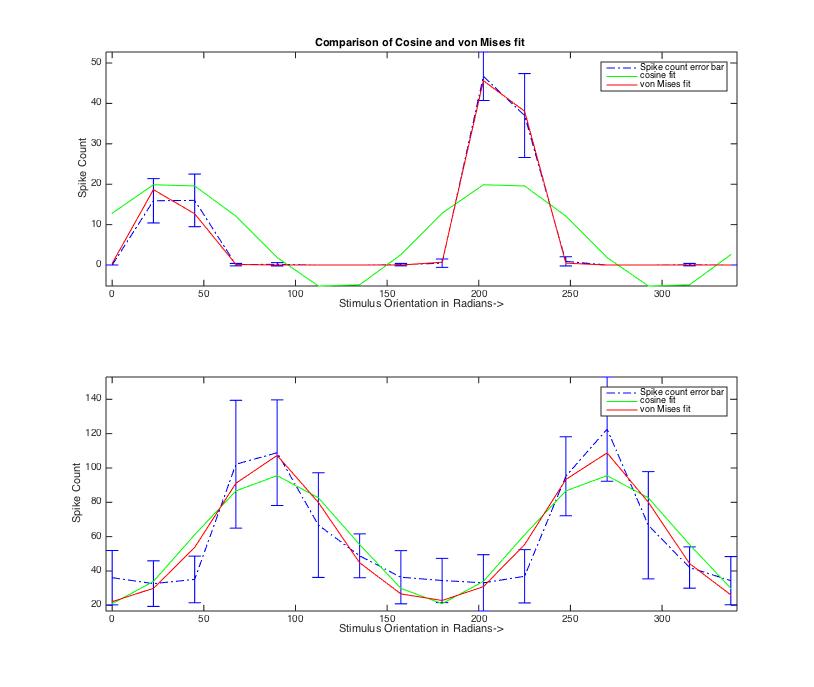 Comparison of Cosine and von Mises fit
50
40
30
20
10
0
Spike Count
Spike count error bar
cosine fit
von Mises fit
0 50 100 150 200 250 300
Stimulus Orientation in Radians->
140
120
100
80
60
40
20
Spike Count
Spike count error bar
cosine fit
von Mises fit
0 50 100 150 200 250 300
Stimulus Orientation in Radians->